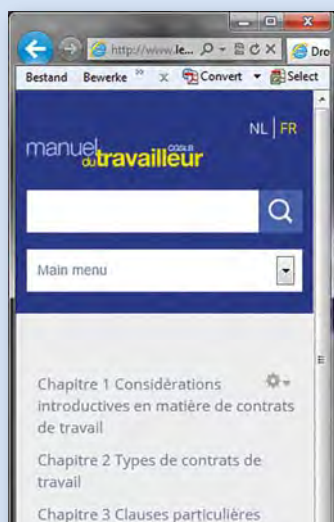 http://www.le...
Dro
Bestand Bewerke » x Convert Select
NL | FR
manuel
CGSLB
du travailleur
Main menu
Chapitre 1 Considérations
introductives en matière de contrats
de travail
Chapitre 2 Types de contrats de
travail
Chapitre 3 Clauses particulières